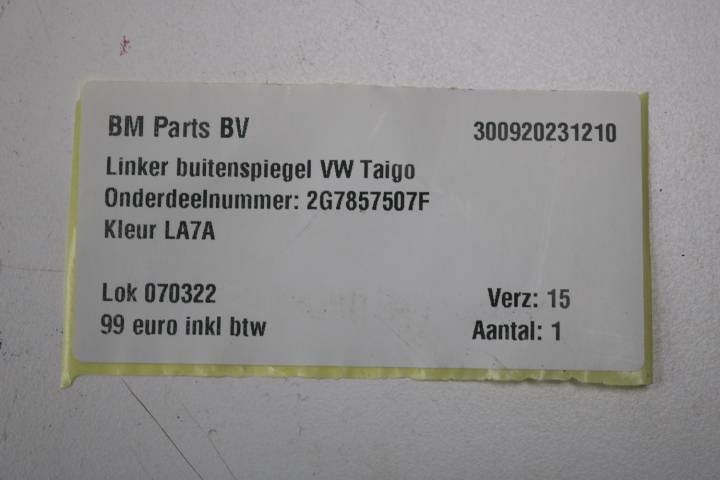 BM Parts BV 300920231210
Linker buitenspiegel VW Taigo
Onderdeelnummer: 2G7857507F
Kleur LA7A
Lok 070322 Verz: 15
99 euro inkl btw Aantal: 1